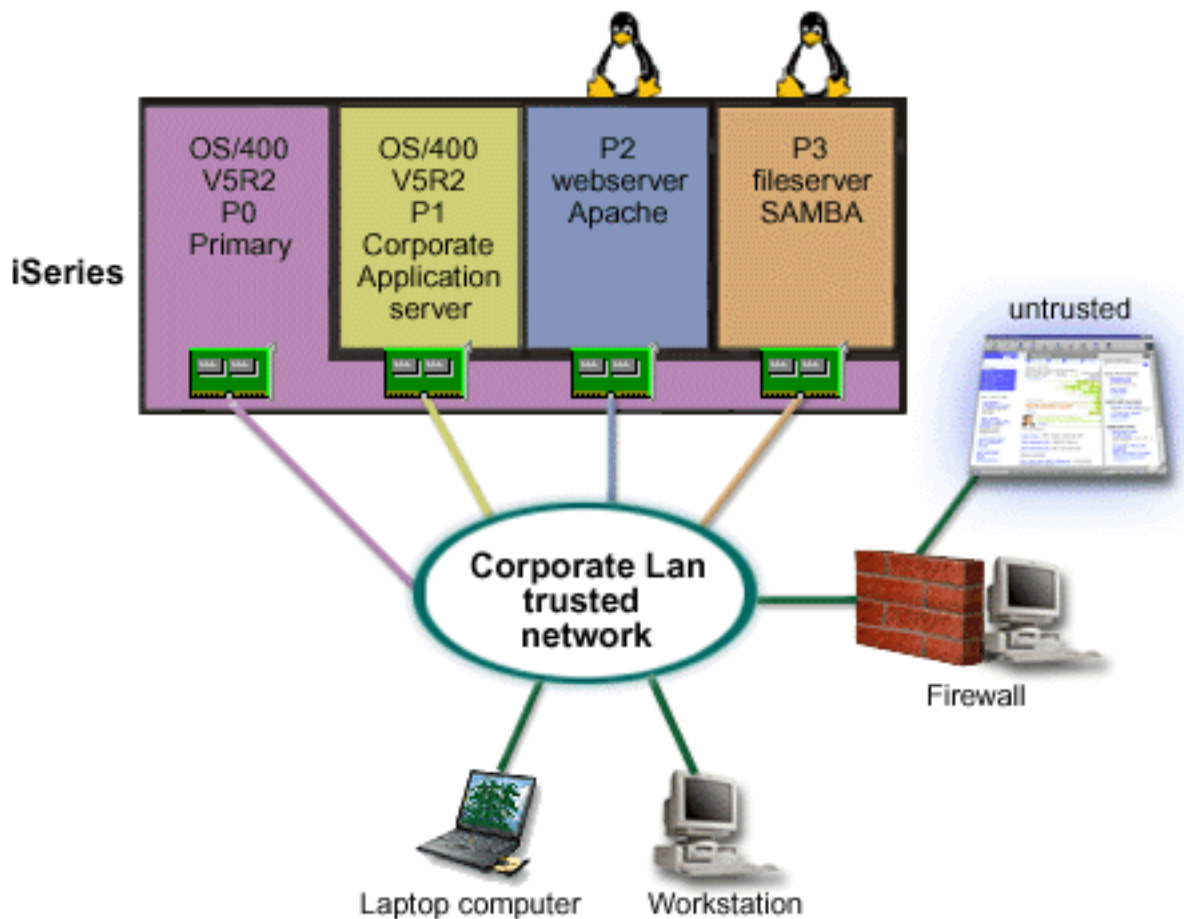 OS/400
V5R2
P0
Primary
OS/400
V5R2
P1
Corporate
Application
server
P2
webserver
Apache
P3
fileserver
SAMBA
iSeries
untrusted
Corporate Lan
trusted
network
Firewall
Laptop computer
Workstation